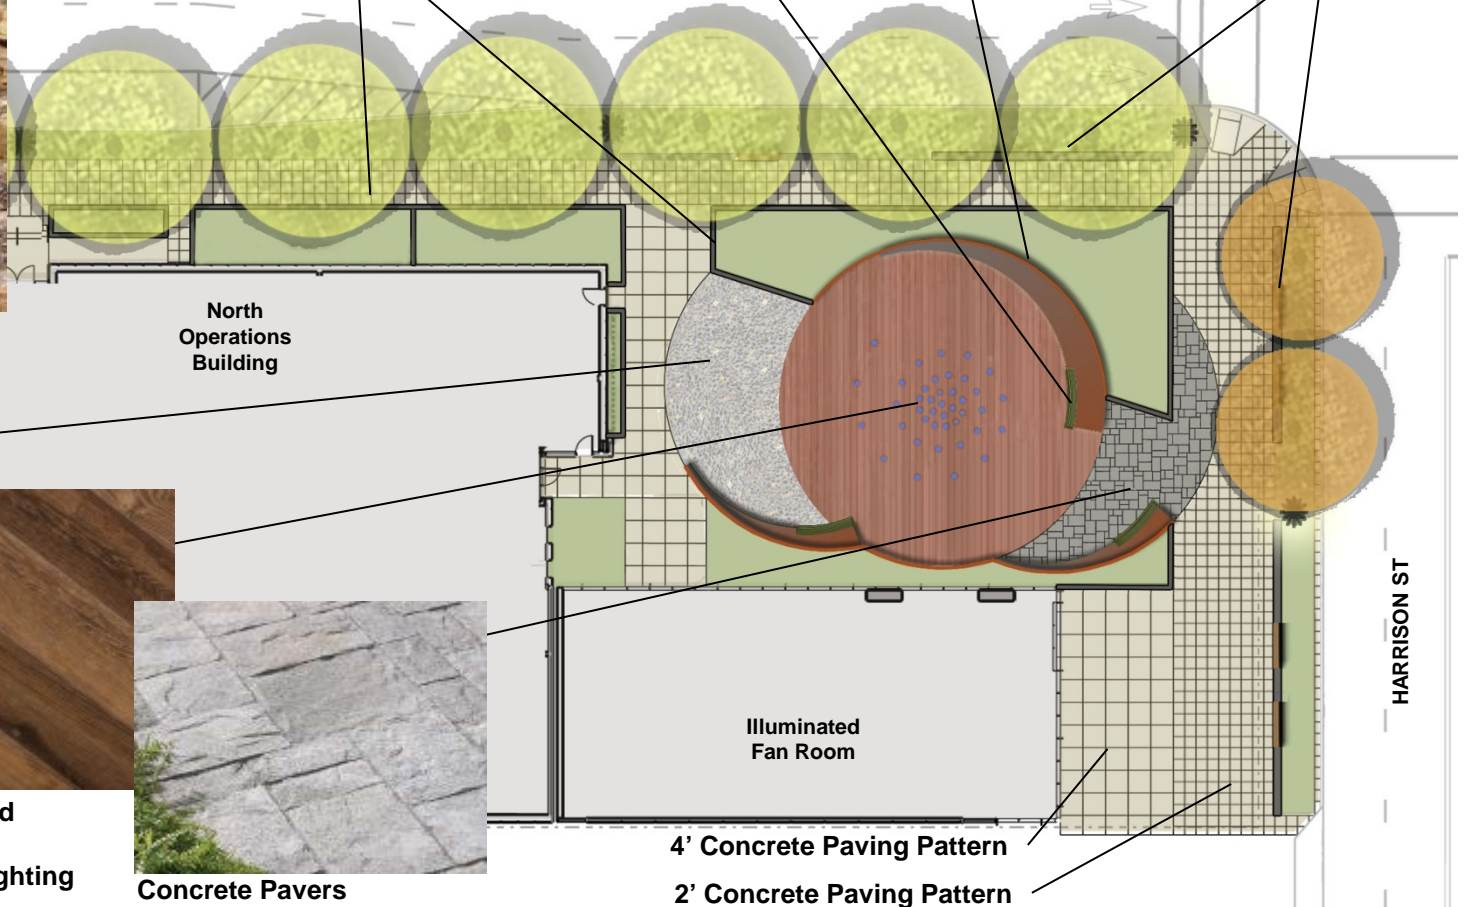 North
Operations
Building
HARRISON ST
Illuminated
Fan Room
4’ Concrete Paving Pattern
2’ Concrete Paving Pattern
Concrete Pavers